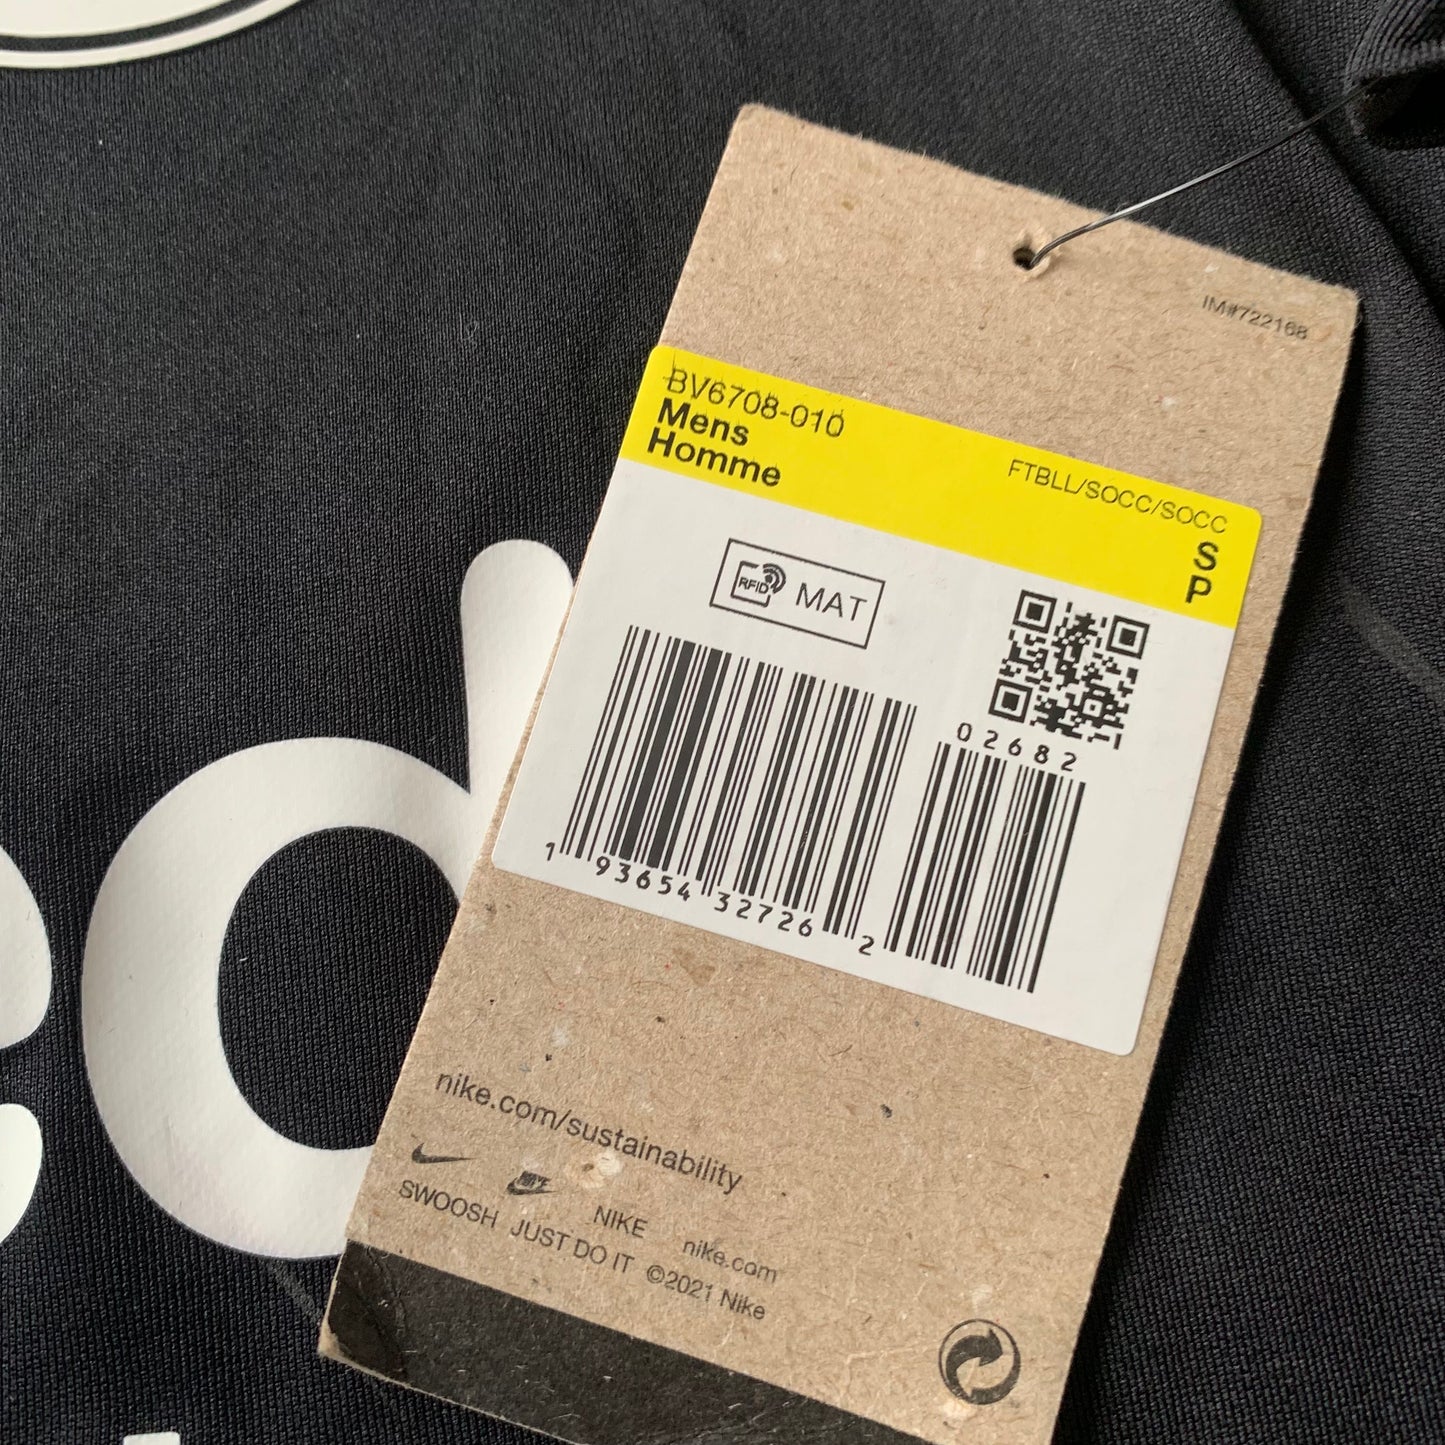 IM#722168
BV6708-010
Mens
Homme
FTBLL/SOCC/SOCC
S
P
RFID MAT
02682
1 93654 32726 2
nike.com/sustainability
NIKE nike.com
SWOOSH JUST DO IT ©2021 Nike
d